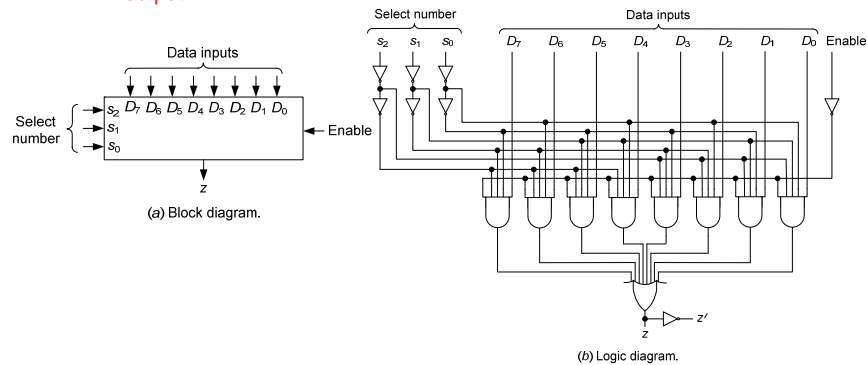 Data inputs
s2 D7 D6 D5 D4 D3 D2 D1 D0
Select number
s1
s0
Enable
z
(a) Block diagram.
Select number
Data inputs
s2 s1 s0 D7 D6 D5 D4 D3 D2 D1 D0 Enable
z z′
(b) Logic diagram.